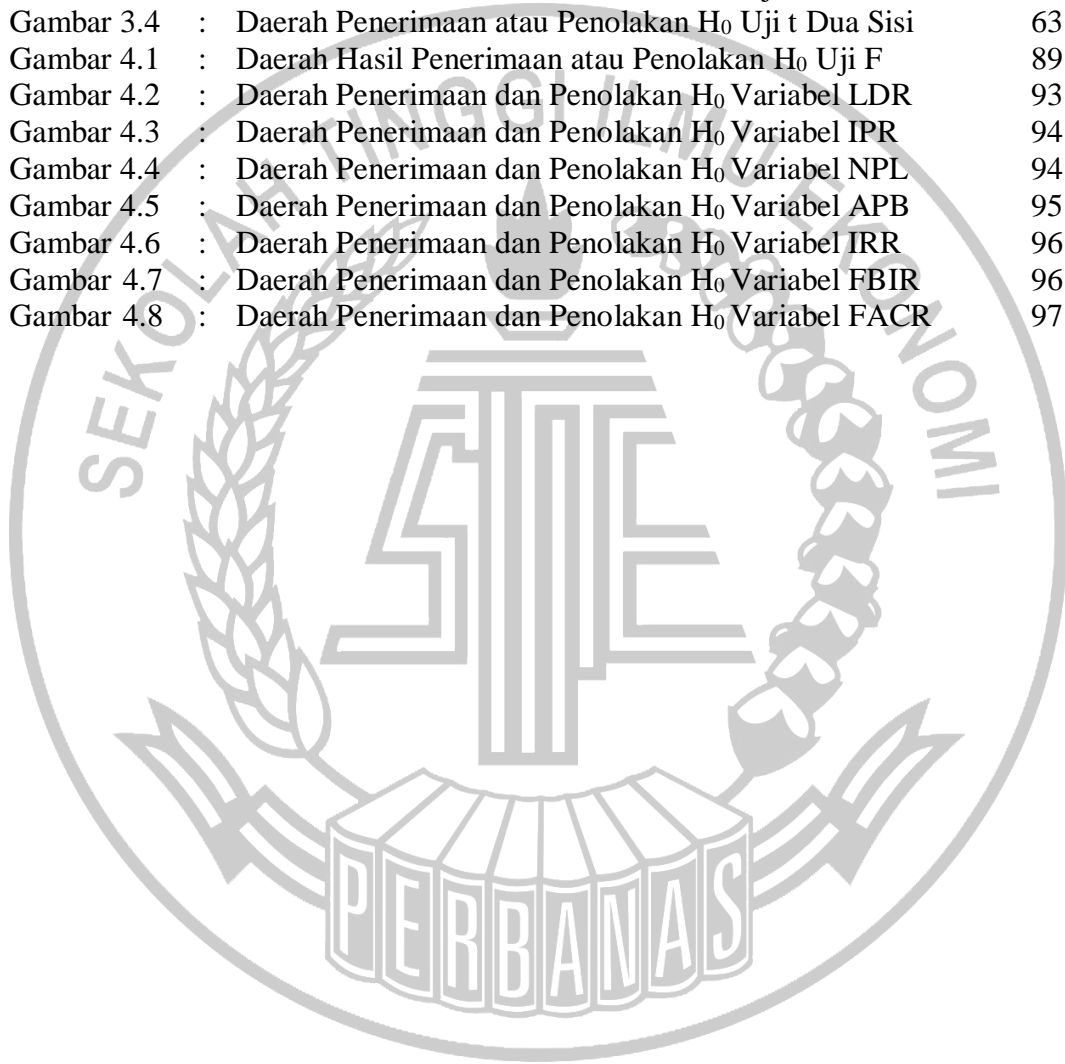 Gambar 3.4 : Daerah Penerimaan atau Penolakan H₀ Uji t Dua Sisi 63
Gambar 4.1 : Daerah Hasil Penerimaan atau Penolakan H₀ Uji F 89
Gambar 4.2 : Daerah Penerimaan dan Penolakan H₀ Variabel LDR 93
Gambar 4.3 : Daerah Penerimaan dan Penolakan H₀ Variabel IPR 94
Gambar 4.4 : Daerah Penerimaan dan Penolakan H₀ Variabel NPL 94
Gambar 4.5 : Daerah Penerimaan dan Penolakan H₀ Variabel APB 95
Gambar 4.6 : Daerah Penerimaan dan Penolakan H₀ Variabel IRR 96
Gambar 4.7 : Daerah Penerimaan dan Penolakan H₀ Variabel FBIR 96
Gambar 4.8 : Daerah Penerimaan dan Penolakan H₀ Variabel FACR 97
SEKOLAH TINGGI ILMU EKONOMI
STIE
PERBANAS